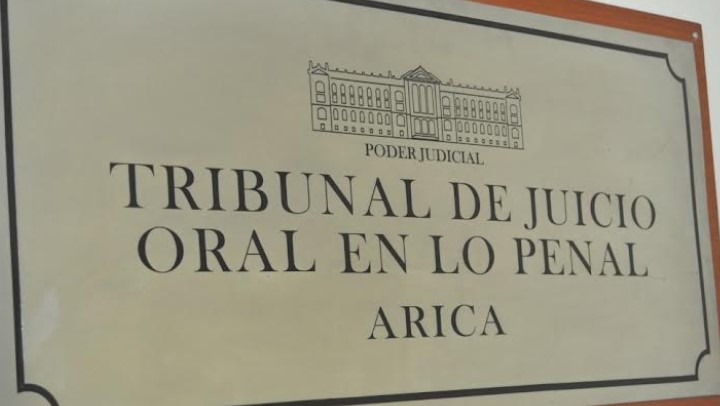 PODER JUDICIAL
TRIBUNAL DE JUICIO
ORAL EN LO PENAL
ARICA